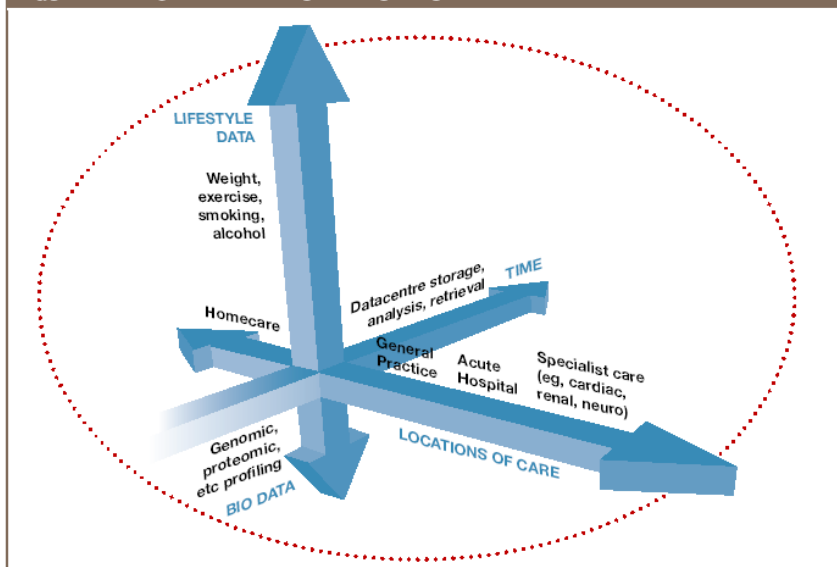 LIFESTYLE
DATA
Weight,
exercise,
smoking,
alcohol
Homecare
Datacentre storage,
analysis, retrieval
TIME
General
Practice
Acute
Hospital
Specialist care
(eg, cardiac,
renal, neuro)
LOCATIONS OF CARE
Genomic,
proteomic,
etc profiling
BIO DATA